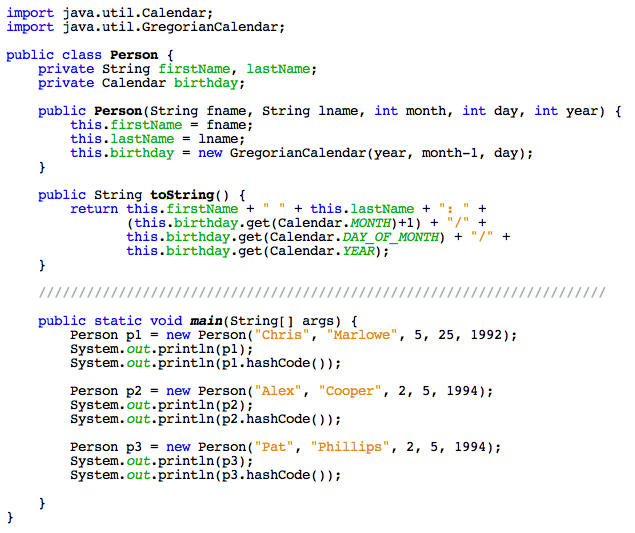 import java.util.Calendar;
import java.util.GregorianCalendar;

public class Person {
    private String firstName, lastName;
    private Calendar birthday;

    public Person(String fname, String lname, int month, int day, int year) {
        this.firstName = fname;
        this.lastName = lname;
        this.birthday = new GregorianCalendar(year, month-1, day);
    }

    public String toString() {
        return this.firstName + " " + this.lastName + ": " +
               (this.birthday.get(Calendar.MONTH)+1) + "/" +
               this.birthday.get(Calendar.DAY_OF_MONTH) + "/" +
               this.birthday.get(Calendar.YEAR);
    }

    ///////////////////////////////////////////////////////////////////////

    public static void main(String[] args) {
        Person p1 = new Person("Chris", "Marlowe", 5, 25, 1992);
        System.out.println(p1);
        System.out.println(p1.hashCode());

        Person p2 = new Person("Alex", "Cooper", 2, 5, 1994);
        System.out.println(p2);
        System.out.println(p2.hashCode());

        Person p3 = new Person("Pat", "Phillips", 2, 5, 1994);
        System.out.println(p3);
        System.out.println(p3.hashCode());

    }
}